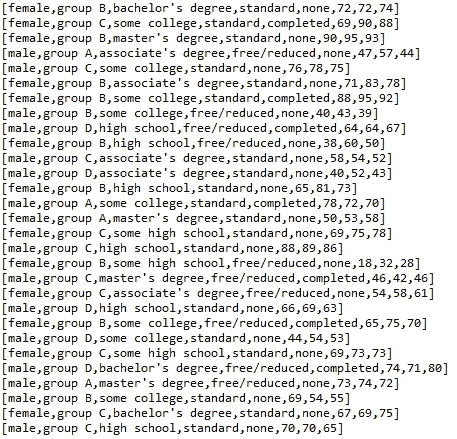 [female,group B,bachelor's degree,standard,none,72,72,74]
[female,group C,some college,standard,completed,69,90,88]
[female,group B,master's degree,standard,none,90,95,93]
[male,group A,associate's degree,free/reduced,none,47,57,44]
[male,group C,some college,standard,none,76,78,75]
[female,group B,associate's degree,standard,none,71,83,78]
[female,group B,some college,standard,completed,88,95,92]
[male,group B,some college,free/reduced,none,40,43,39]
[male,group D,high school,free/reduced,completed,64,64,67]
[female,group B,high school,free/reduced,none,38,60,50]
[male,group C,associate's degree,standard,none,58,54,52]
[male,group D,associate's degree,standard,none,40,52,43]
[female,group B,high school,standard,none,65,81,73]
[male,group A,some college,standard,completed,78,72,70]
[female,group A,master's degree,standard,none,50,53,58]
[female,group C,some high school,standard,none,69,75,78]
[male,group C,high school,standard,none,88,89,86]
[female,group B,some high school,free/reduced,none,18,32,28]
[male,group C,master's degree,free/reduced,completed,46,42,46]
[female,group C,associate's degree,free/reduced,none,54,58,61]
[male,group D,high school,standard,none,66,69,63]
[female,group B,some college,free/reduced,completed,65,75,70]
[male,group D,some college,standard,none,44,54,53]
[female,group C,some high school,standard,none,69,73,73]
[male,group D,bachelor's degree,free/reduced,completed,74,71,80]
[male,group A,master's degree,free/reduced,none,73,74,72]
[male,group B,some college,standard,none,69,54,55]
[female,group C,bachelor's degree,standard,none,67,69,75]
[male,group C,high school,standard,none,70,70,65]